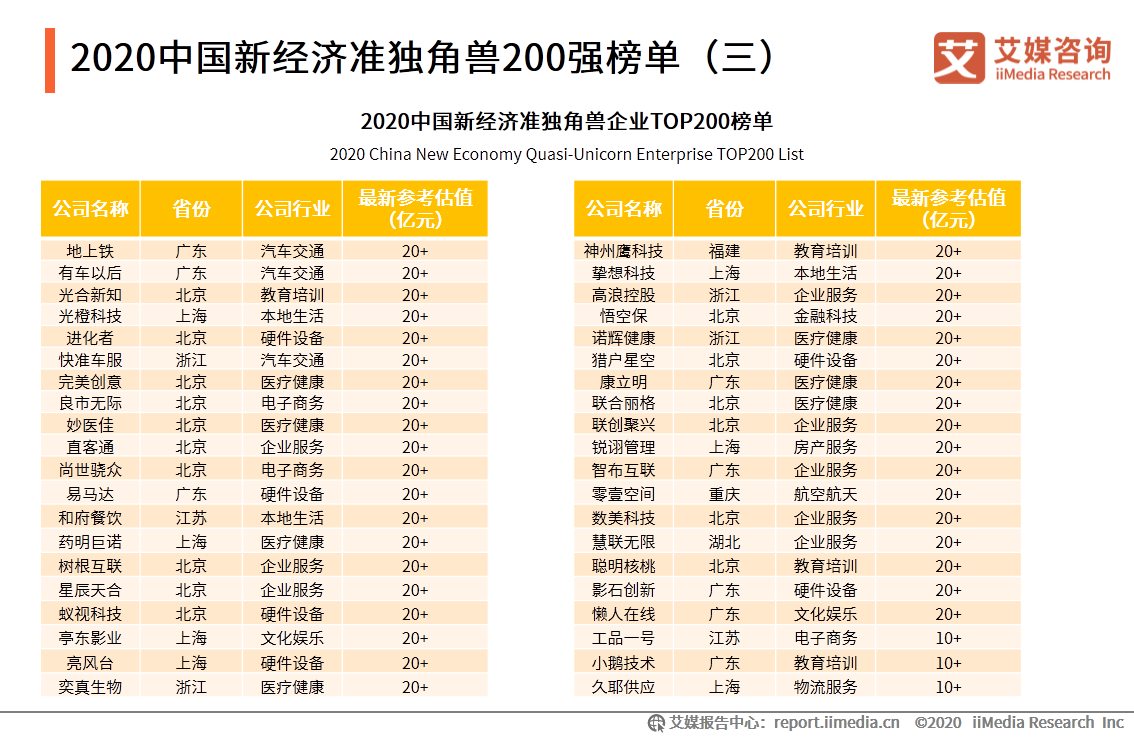 2020中国新经济准独角兽200强榜单（三）
艾媒咨询
iiMedia Research
2020中国新经济准独角兽企业TOP200榜单
2020 China New Economy Quasi-Unicorn Enterprise TOP200 List
公司名称 省份 公司行业 最新参考估值（亿元）
地上铁 广东 汽车交通 20+
有车以后 广东 汽车交通 20+
光合新知 北京 教育培训 20+
光橙科技 上海 本地生活 20+
进化者 北京 硬件设备 20+
快准车服 浙江 汽车交通 20+
完美创意 北京 医疗健康 20+
良市无际 北京 电子商务 20+
妙医佳 北京 医疗健康 20+
直客通 北京 企业服务 20+
尚世骁众 北京 电子商务 20+
易马达 广东 硬件设备 20+
和府餐饮 江苏 本地生活 20+
药明巨诺 上海 医疗健康 20+
树根互联 北京 企业服务 20+
星辰天合 北京 企业服务 20+
蚁视科技 北京 硬件设备 20+
亭东影业 上海 文化娱乐 20+
亮风台 上海 硬件设备 20+
奕真生物 浙江 医疗健康 20+
公司名称 省份 公司行业 最新参考估值（亿元）
神州鹰科技 福建 教育培训 20+
挚想科技 上海 本地生活 20+
高浪控股 浙江 企业服务 20+
悟空保 北京 金融科技 20+
诺辉健康 浙江 医疗健康 20+
猎户星空 北京 硬件设备 20+
康立明 广东 医疗健康 20+
联合丽格 北京 医疗健康 20+
联创聚兴 北京 企业服务 20+
锐诩管理 上海 房产服务 20+
智布互联 广东 企业服务 20+
零壹空间 重庆 航空航天 20+
数美科技 北京 企业服务 20+
慧联无限 湖北 企业服务 20+
聪明核桃 北京 教育培训 20+
影石创新 广东 硬件设备 20+
懒人在线 广东 文化娱乐 20+
工品一号 江苏 电子商务 10+
小鹅技术 广东 教育培训 10+
久耶供应 上海 物流服务 10+
艾媒报告中心：report.iimedia.cn ©2020 iiMedia Research Inc